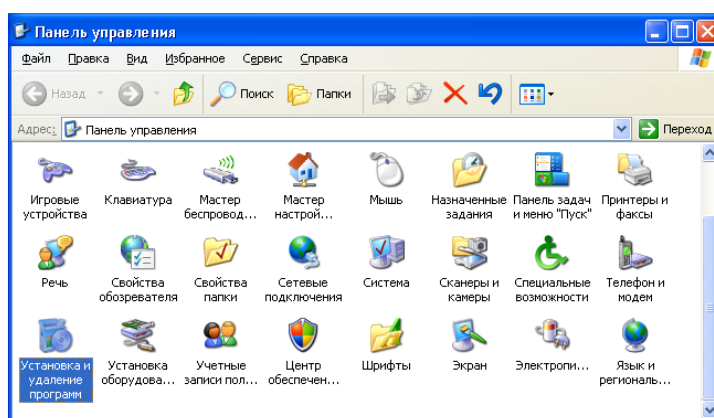 Панель управления
Файл Правка Вид Избранное Сервис Справка
Назад Поиск Папки
Адрес: Панель управления Переход
Игровые устройства Клавиатура Мастер беспровод... Мастер настрой... Мышь Назначенные задания Панель задач и меню "Пуск" Принтеры и факсы
Речь Свойства обозревателя Свойства папки Сетевые подключения Система Сканеры и камеры Специальные возможности Телефон и модем
Установка и удаление программ Установка оборудова... Учетные записи пол... Центр обеспечен... Шрифты Экран Электропи... Язык и региональ...